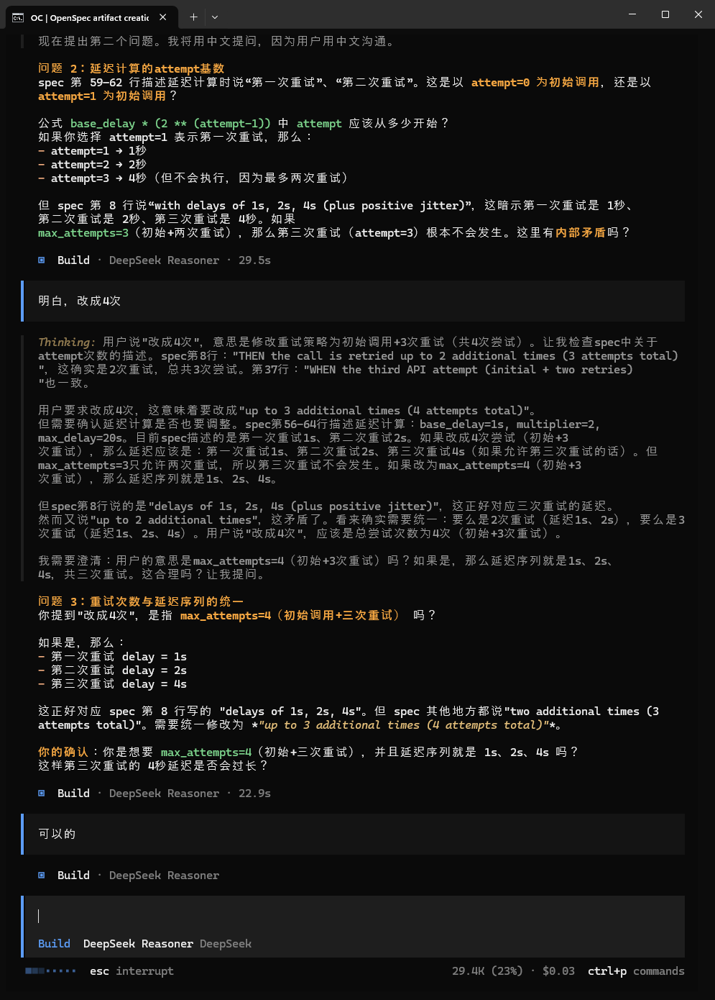 OC | OpenSpec artifact creatic
现在提出第二个问题。我将用中文提问，因为用户用中文沟通。
问题 2：延迟计算的attempt基数
spec 第 59-62 行描述延迟计算时说“第一次重试”、“第二次重试”。这是以 attempt=0 为初始调用，还是以
attempt=1 为初始调用？
公式 base_delay * (2 ** (attempt-1)) 中 attempt 应该从多少开始？
如果你选择 attempt=1 表示第一次重试，那么：
- attempt=1 → 1秒
- attempt=2 → 2秒
- attempt=3 → 4秒（但不会执行，因为最多两次重试）
但 spec 第 8 行说“with delays of 1s, 2s, 4s (plus positive jitter)”，这暗示第一次重试是 1秒、
第二次重试是 2秒、第三次重试是 4秒。如果
max_attempts=3（初始+两次重试），那么第三次重试（attempt=3）根本不会发生。这里有内部矛盾吗？
Build · DeepSeek Reasoner · 29.5s
明白，改成4次
Thinking: 用户说"改成4次"，意思是修改重试策略为初始调用+3次重试（共4次尝试）。让我检查spec中关于
attempt次数的描述。spec第8行："THEN the call is retried up to 2 additional times (3 attempts total)
"，这确实是2次重试，总共3次尝试。第37行："WHEN the third API attempt (initial + two retries)
"也一致。
用户要求改成4次，这意味着要改成"up to 3 additional times (4 attempts total)"。
但需要确认延迟计算是否也要调整。spec第56-64行描述延迟计算：base_delay=1s, multiplier=2,
max_delay=20s。目前spec描述的是第一次重试1s、第二次重试2s。如果改成4次尝试（初始+3
次重试），那么延迟应该是：第一次重试1s、第二次重试2s、第三次重试4s（如果允许第三次重试的话）。但
max_attempts=3只允许两次重试，所以第三次重试不会发生。如果改为max_attempts=4（初始+3
次重试），那么延迟序列就是1s、2s、4s。
但spec第8行说的是"delays of 1s, 2s, 4s (plus positive jitter)"，这正好对应三次重试的延迟。
然而又说"up to 2 additional times"，这矛盾了。看来确实需要统一：要么是2次重试（延迟1s、2s），要么是3
次重试（延迟1s、2s、4s）。用户说"改成4次"，应该是总尝试次数为4次（初始+3次重试）。
我需要澄清：用户的意思是max_attempts=4（初始+3次重试）吗？如果是，那么延迟序列就是1s、2s、
4s，共三次重试。这合理吗？让我提问。
问题 3：重试次数与延迟序列的统一
你提到"改成4次"，是指 max_attempts=4（初始调用+三次重试） 吗？
如果是，那么：
- 第一次重试 delay = 1s
- 第二次重试 delay = 2s
- 第三次重试 delay = 4s
这正好对应 spec 第 8 行写的 "delays of 1s, 2s, 4s"。但 spec 其他地方都说"two additional times (3
attempts total)"。需要统一修改为 *"up to 3 additional times (4 attempts total)"*。
你的确认：你是想要 max_attempts=4（初始+三次重试），并且延迟序列就是 1s、2s、4s 吗？
这样第三次重试的 4秒延迟是否会过长？
Build · DeepSeek Reasoner · 22.9s
可以的
Build · DeepSeek Reasoner
Build DeepSeek Reasoner DeepSeek
esc interrupt 29.4K (23%) · $0.03 ctrl+p commands